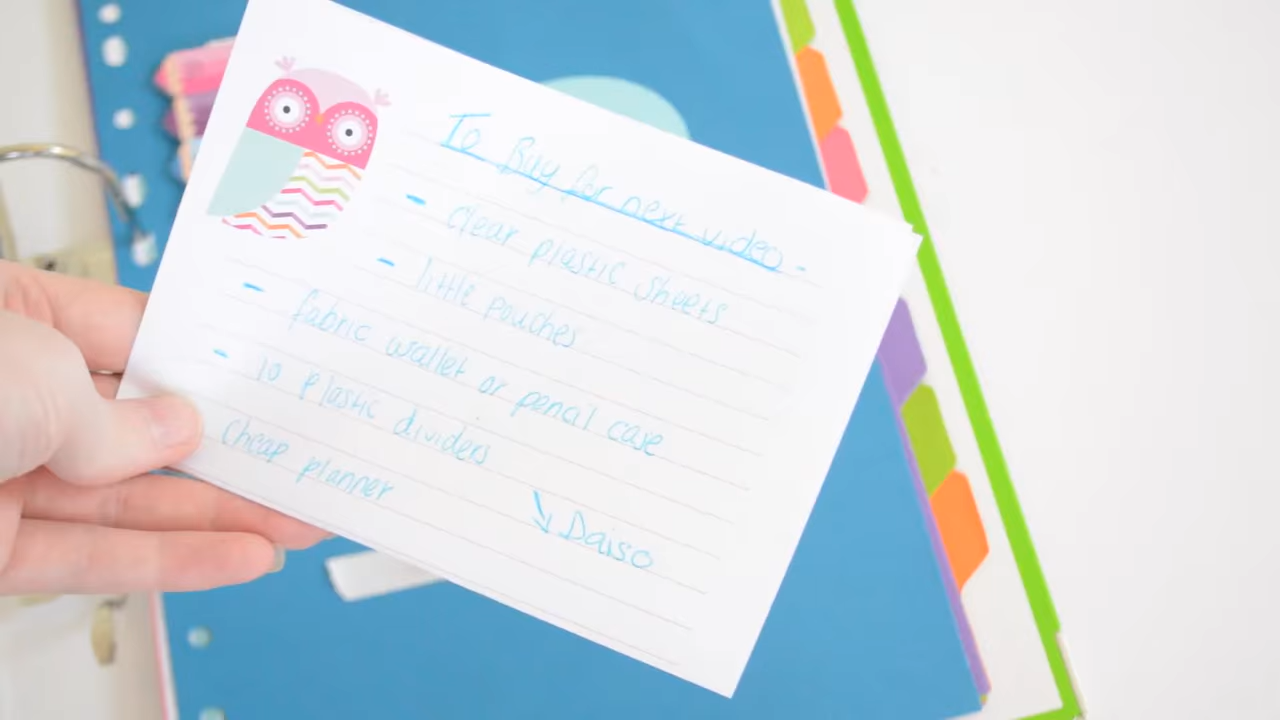 To Buy for next video -
- clear plastic sheets
- little pouches
- fabric wallet or pencil case
- 10 plastic dividers
cheap planner
↘ Daiso